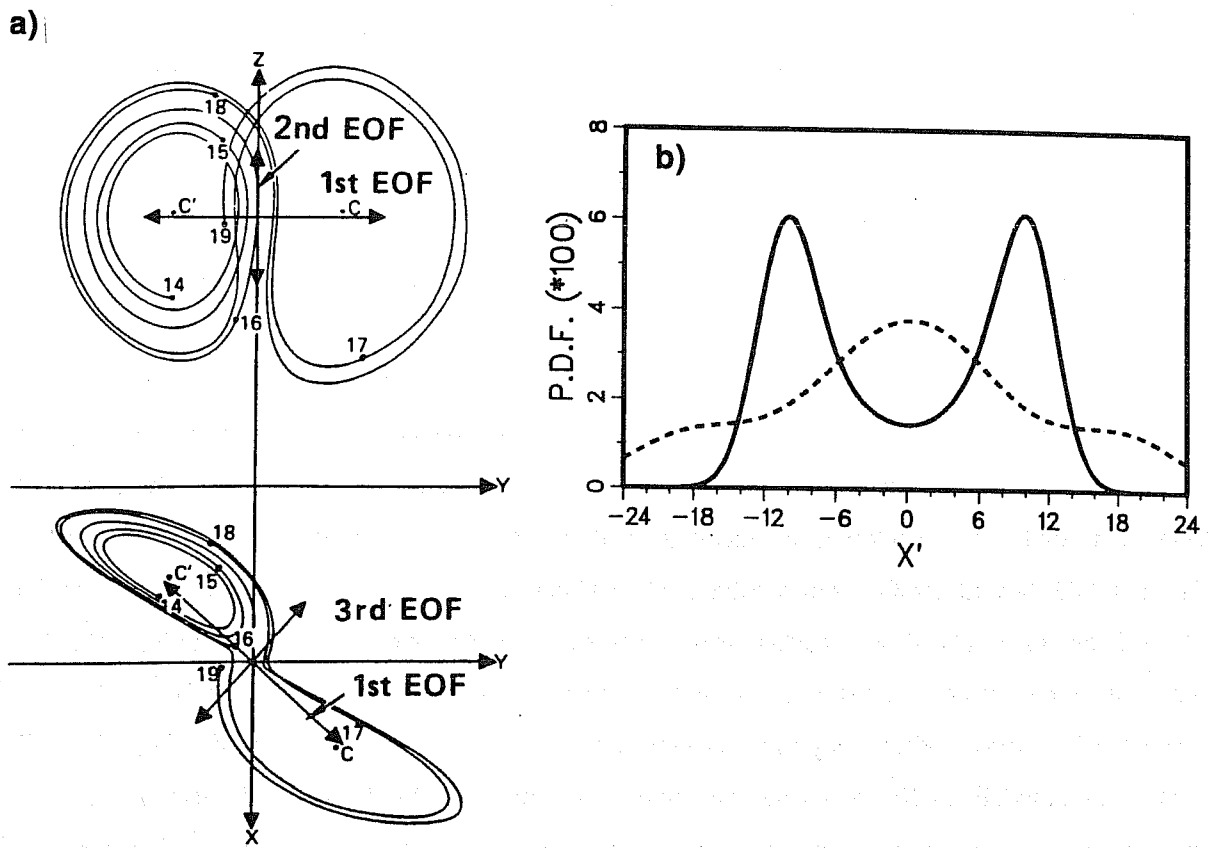 a)
Z
18
2nd EOF
15
1st EOF
C'
C
19
14
16
17
Y
18
C'
15
14
3rd EOF
16
Y
19
1st EOF
17
C
X
b)
P.D.F. (*100)
8
6
4
2
0
-24 -18 -12 -6 0 6 12 18 24
X'